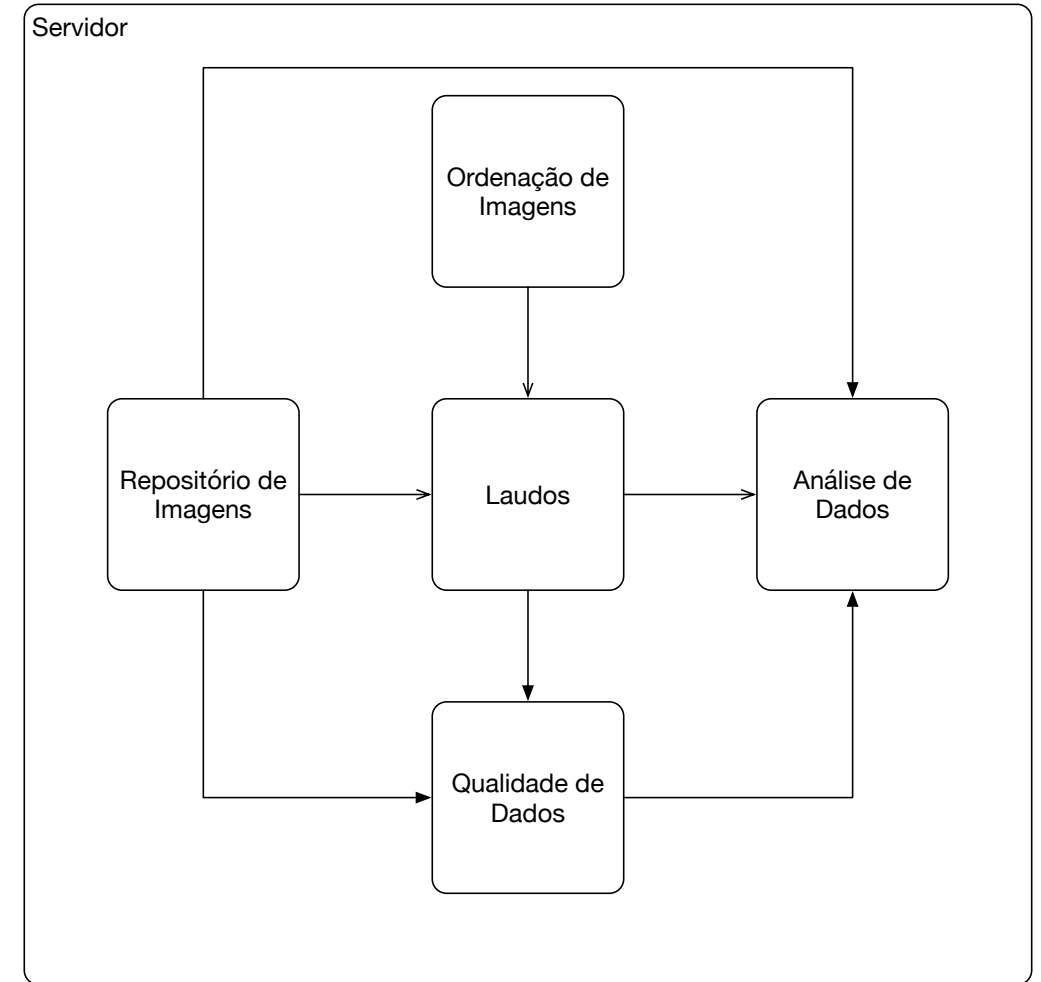 Servidor
Ordenação de
Imagens
Repositório de
Imagens
Laudos
Análise de
Dados
Qualidade de
Dados